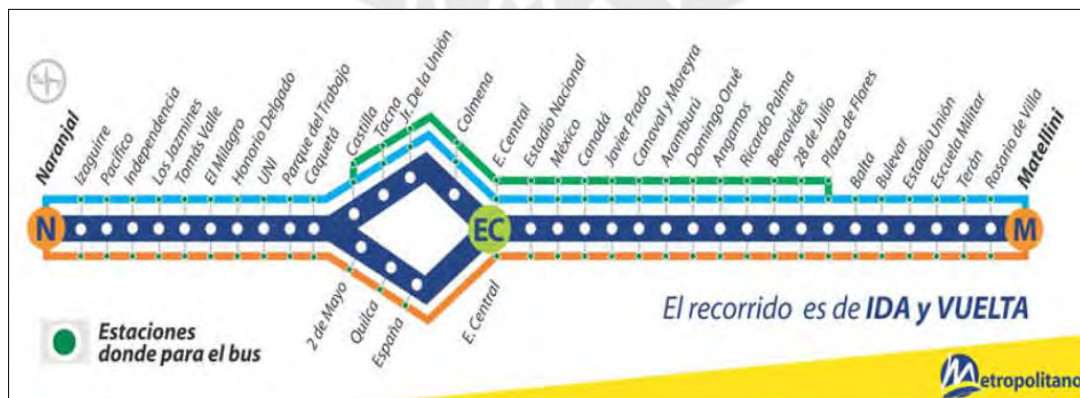 Naranjal
Izaguire
Pacífico
Independencia
Los Jazmines
Tomás Valle
El Milagro
Honorio Delgado
UNI
Parque del Trabajo
Caquetá
Castilla
Tacna
Jr. De la Unión
Colmena
E. Central
Estadio Nacional
México
Canadá
Javier Prado
Canaval y Moreyra
Aramburú
Domingo Orué
Angamos
Ricardo Palma
Benavides
28 de Julio
Plaza de Flores
Balta
Bulevar
Estadio Unión
Escuela Militar
Terán
Rosario de Villa
Matellini
N
EC
M
2 de Mayo
Quilca
España
E. Central
El recorrido es de IDA y VUELTA
Estaciones
donde para el bus
Metropolitano